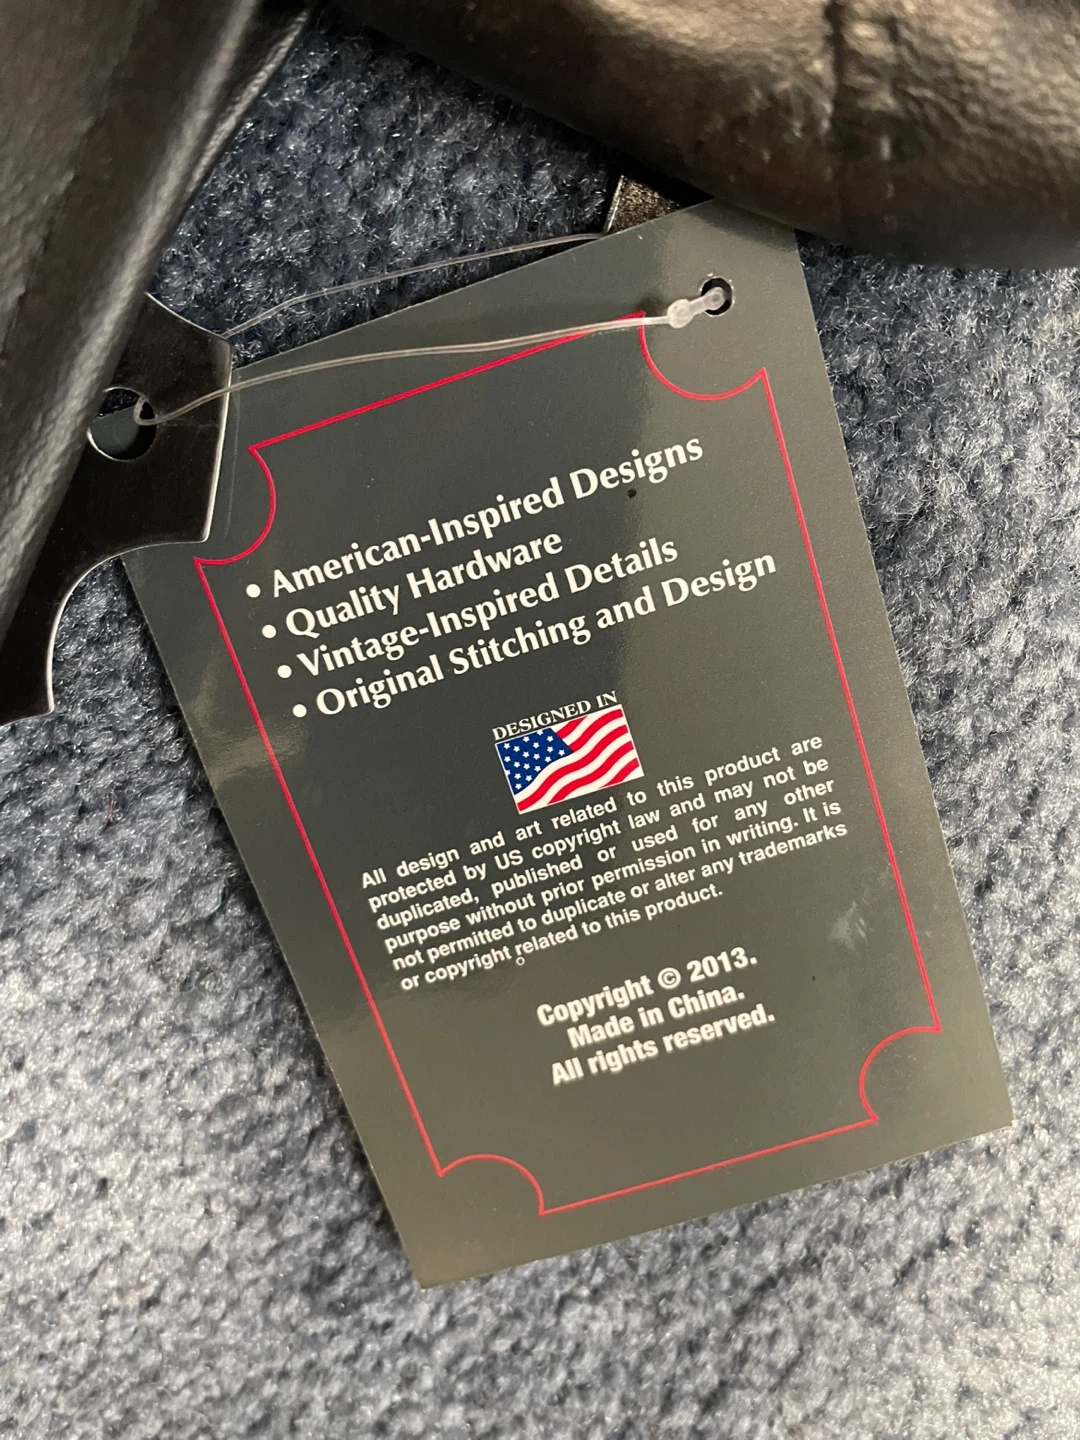 • American-Inspired Designs
• Quality Hardware
• Vintage-Inspired Details
• Original Stitching and Design
DESIGNED IN
All design and art related to this product are
protected by US copyright law and may not be
duplicated, published or used for any other
purpose without prior permission in writing. It is
not permitted to duplicate or alter any trademarks
or copyright related to this product.
Copyright © 2013.
Made in China.
All rights reserved.